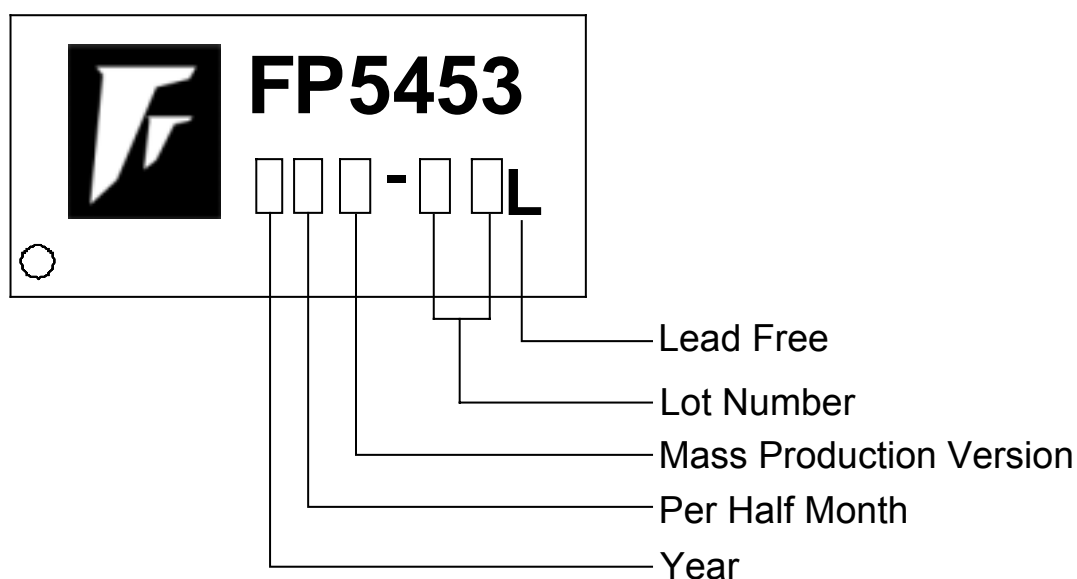 FP5453
- L
Lead Free
Lot Number
Mass Production Version
Per Half Month
Year